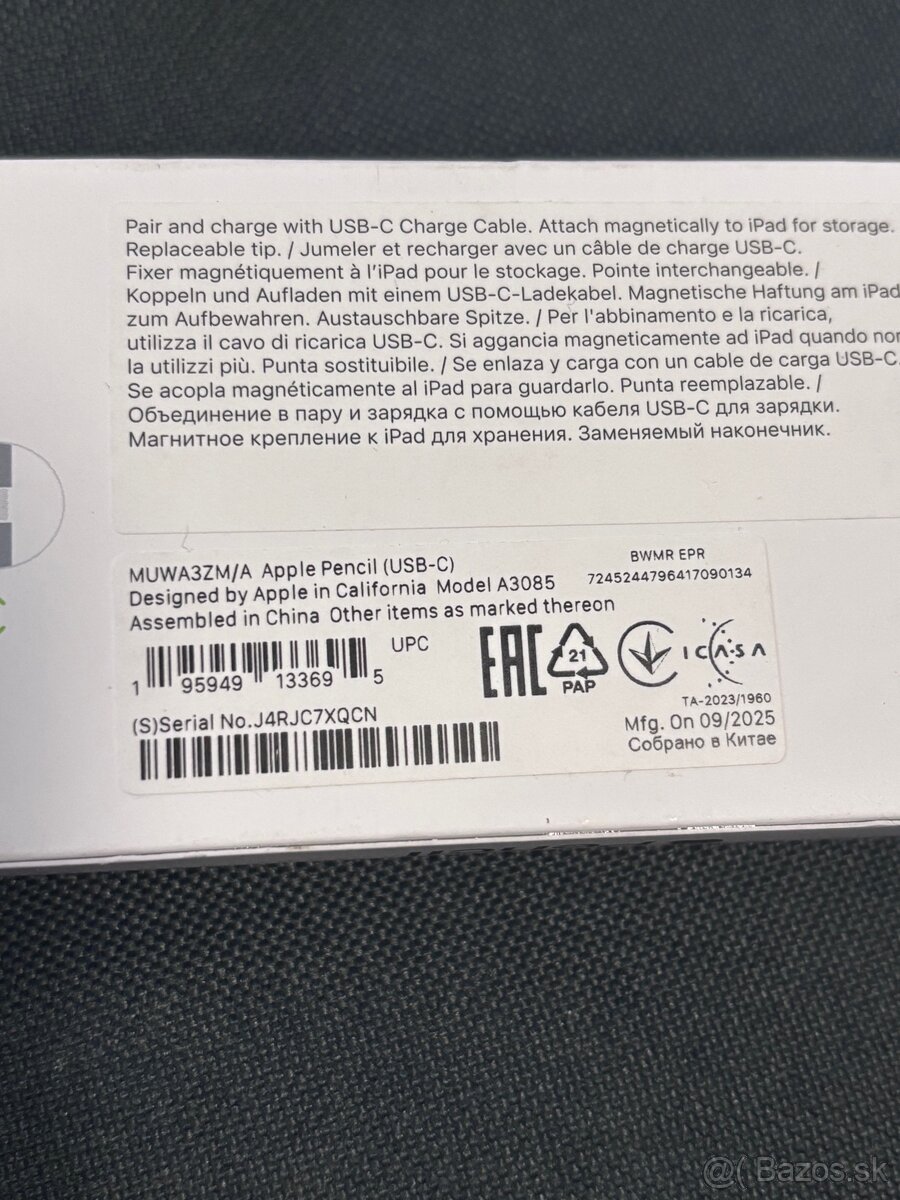 Pair and charge with USB-C Charge Cable. Attach magnetically to iPad for storage.
Replaceable tip. / Jumeler et recharger avec un câble de charge USB-C.
Fixer magnétiquement à l'iPad pour le stockage. Pointe interchangeable. /
Koppeln und Aufladen mit einem USB-C-Ladekabel. Magnetische Haftung am iPad
zum Aufbewahren. Austauschbare Spitze. / Per l'abbinamento e la ricarica,
utilizza il cavo di ricarica USB-C. Si aggancia magneticamente ad iPad quando non
la utilizzi più. Punta sostituibile. / Se enlaza y carga con un cable de carga USB-C.
Se acopla magnéticamente al iPad para guardarlo. Punta reemplazable. /
Объединение в пару и зарядка с помощью кабеля USB-C для зарядки.
Магнитное крепление к iPad для хранения. Заменяемый наконечник.
MUWA3ZM/A Apple Pencil (USB-C)
Designed by Apple in California Model A3085
Assembled in China Other items as marked thereon
BWMR EPR
7245244796417090134
UPC
1 95949 13369 5
EAC
21
PAP
ICASA
TA-2023/1960
(S)Serial No.J4RJC7XQCN
Mfg. On 09/2025
Собрано в Китае
@( Bazos.sk